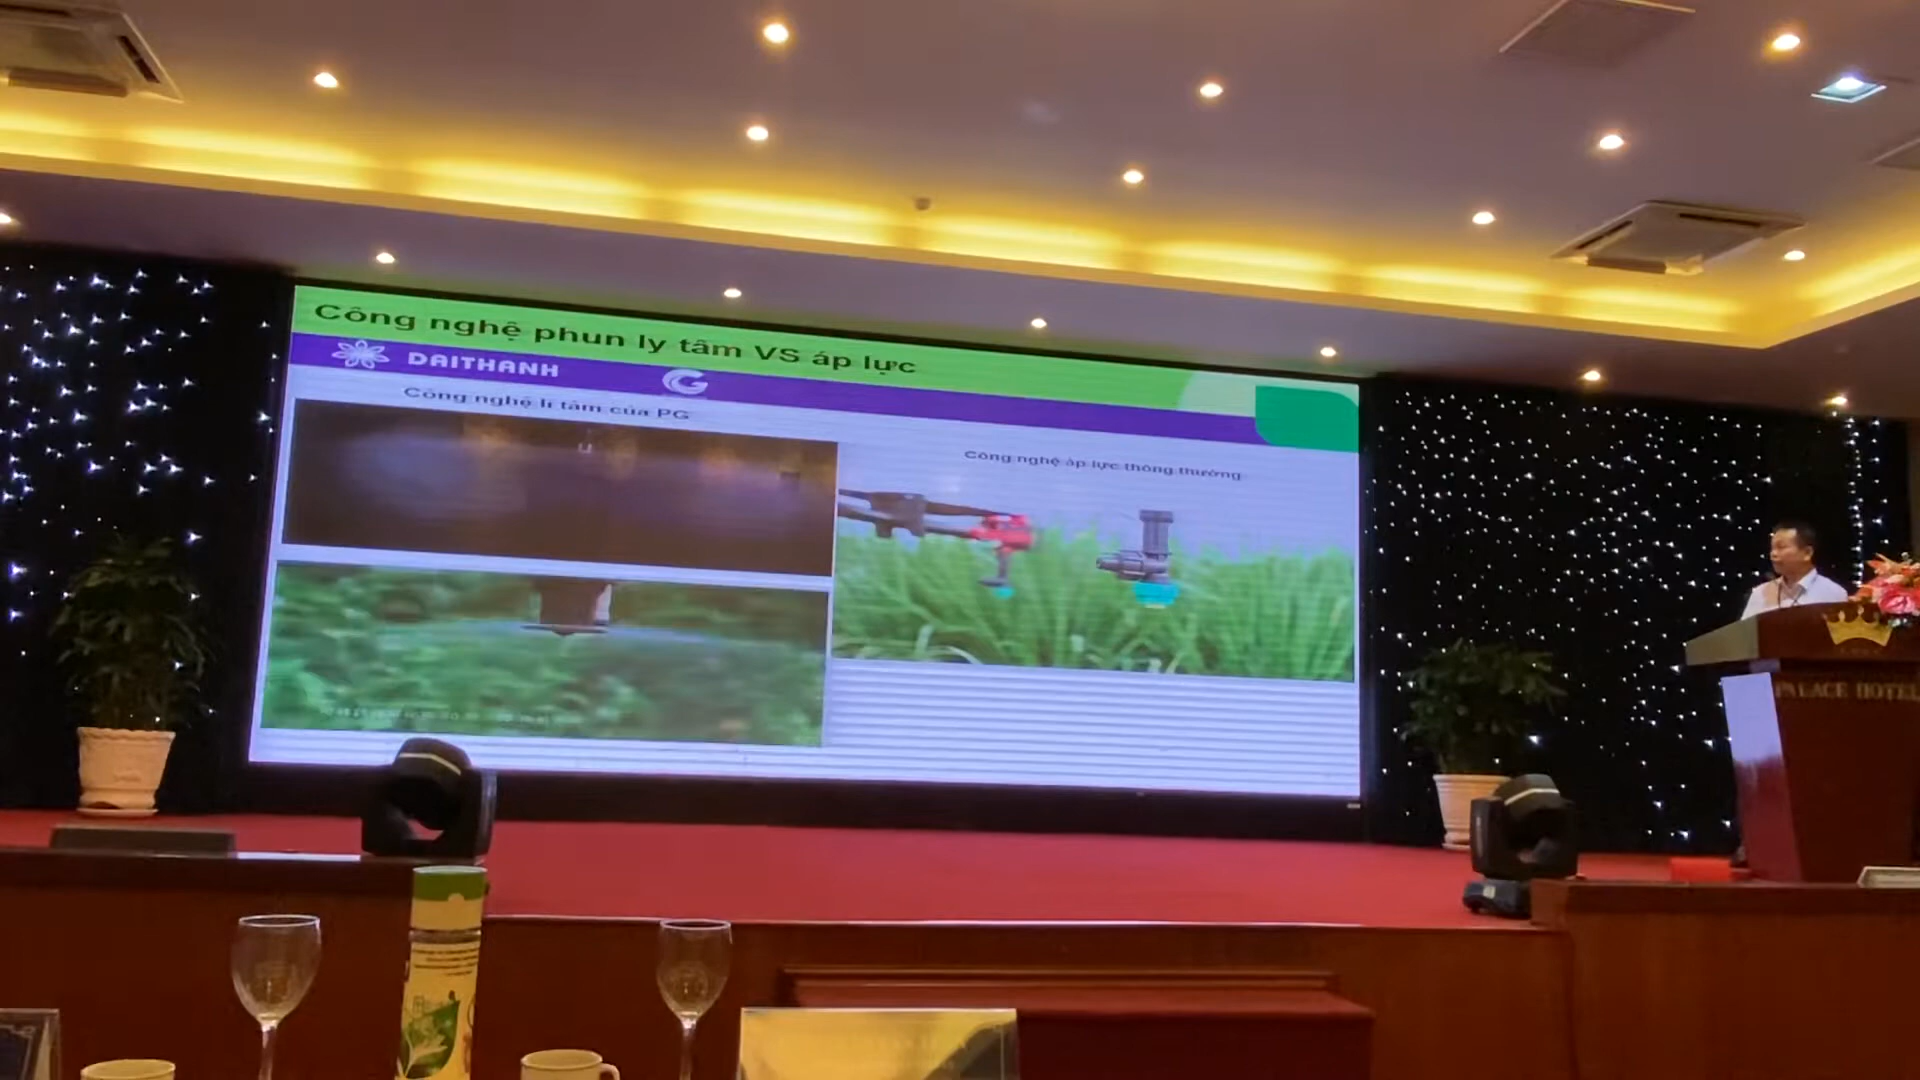 Công nghệ phun ly tâm VS áp lực
DAITHANH
Công nghệ li tâm của PG
Công nghệ áp lực thông thường
PALACE HOTEL